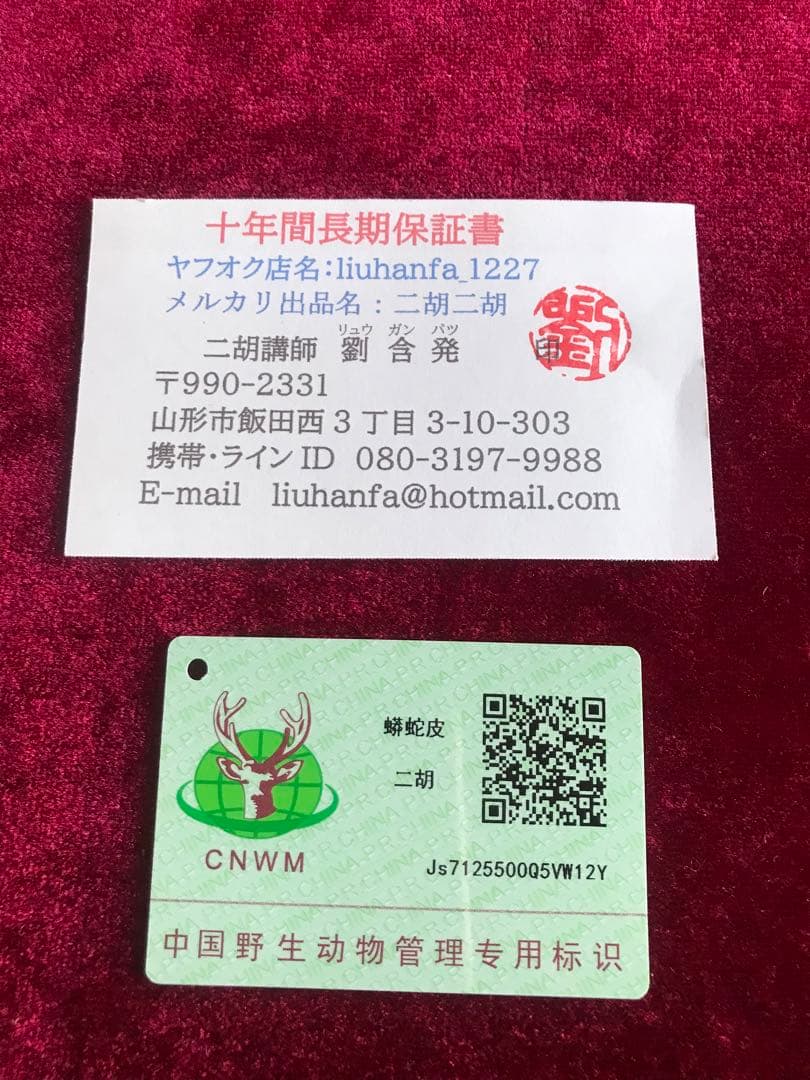 十年間長期保証書
ヤフオク店名:liuhanfa_1227
メルカリ出品名:二胡二胡
リュウ ガン パツ
二胡講師 劉 含 発 印
劉
〒990-2331
山形市飯田西3丁目3-10-303
携帯・ラインID 080-3197-9988
E-mail liuhanfa@hotmail.com
蟒蛇皮
二胡
CNWM
Js7125500Q5VW12Y
中国野生动物管理专用标识